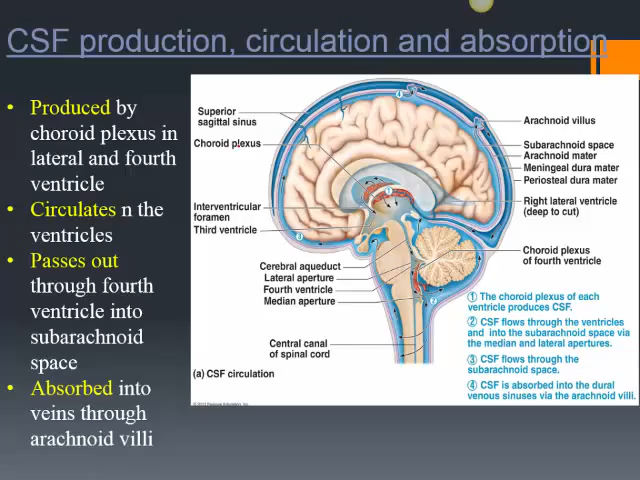 CSF production, circulation and absorption
Produced by
choroid plexus in
lateral and fourth
ventricle
Circulates n the
ventricles
Passes out
through fourth
ventricle into
subarachnoid
space
Absorbed into
veins through
arachnoid villi
Superior
sagittal sinus
Choroid plexus
Interventricular
foramen
Third ventricle
Cerebral aqueduct
Lateral aperture
Fourth ventricle
Median aperture
Central canal
of spinal cord
(a) CSF circulation
Arachnoid villus
Subarachnoid space
Arachnoid mater
Meningeal dura mater
Periosteal dura mater
Right lateral ventricle
(deep to cut)
Choroid plexus
of fourth ventricle
① The choroid plexus of each
ventricle produces CSF.
② CSF flows through the ventricles
and into the subarachnoid space via
the median and lateral apertures.
③ CSF flows through the
subarachnoid space.
④ CSF is absorbed into the dural
venous sinuses via the arachnoid villi.